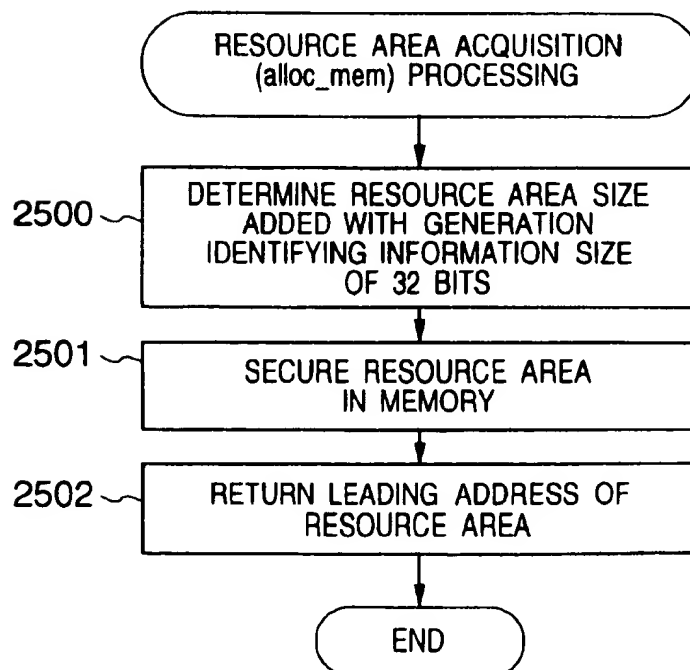 RESOURCE AREA ACQUISITION
(alloc_mem) PROCESSING
2500
DETERMINE RESOURCE AREA SIZE
ADDED WITH GENERATION
IDENTIFYING INFORMATION SIZE
OF 32 BITS
2501
SECURE RESOURCE AREA
IN MEMORY
2502
RETURN LEADING ADDRESS OF
RESOURCE AREA
END